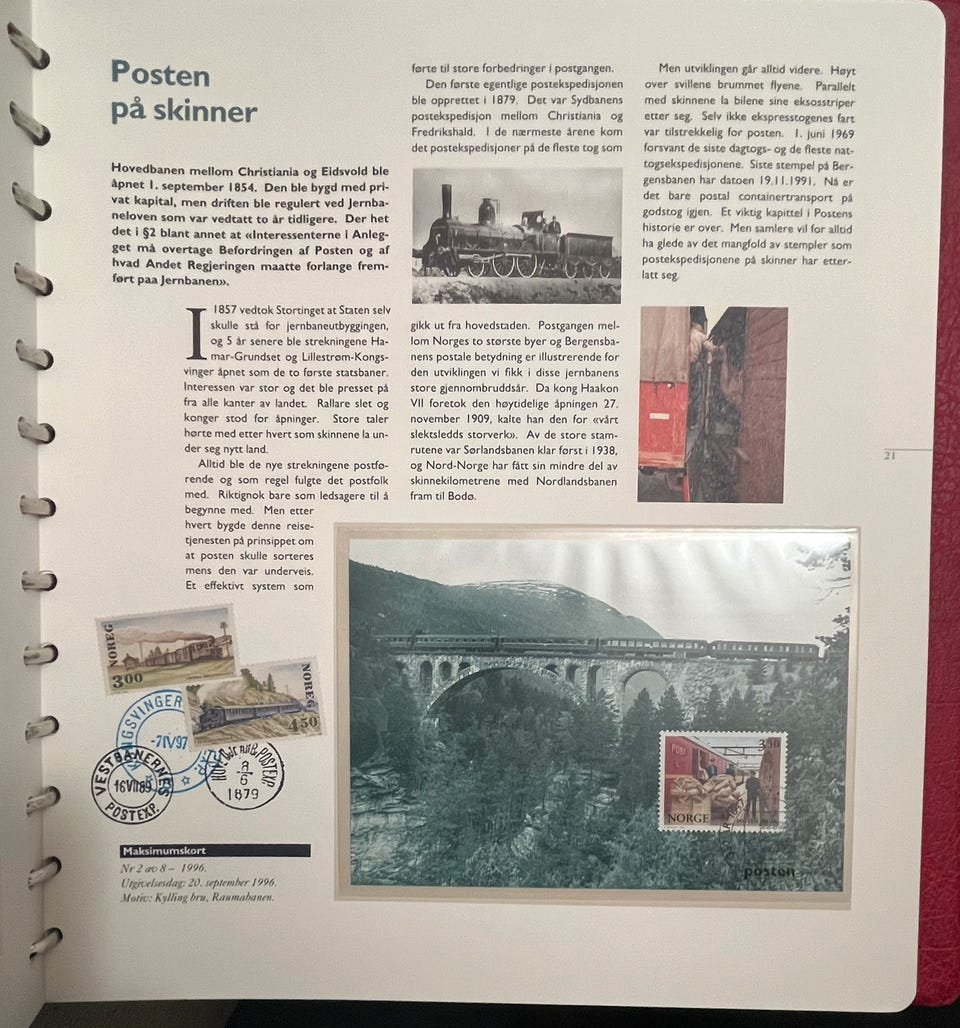 Posten
på skinner
Hovedbanen mellom Christiania og Eidsvold ble
åpnet 1. september 1854. Den ble bygd med pri-
vat kapital, men driften ble regulert ved Jernba-
neloven som var vedtatt to år tidligere. Der het
det i §2 blant annet at «Interessenterne i Anleg-
get må overtage Befordringen af Posten og af
hvad Andet Regjeringen maatte forlange frem-
ført paa Jernbanen».
I 1857 vedtok Stortinget at Staten selv
skulle stå for jernbaneutbyggingen,
og 5 år senere ble strekningene Ha-
mar-Grundset og Lillestrøm-Kongs-
vinger åpnet som de to første statsbaner.
Interessen var stor og det ble presset på
fra alle kanter av landet. Rallare slet og
konger stod for åpninger. Store taler
hørte med etter hvert som skinnene la un-
der seg nytt land.
Alltid ble de nye strekningene postfø-
rende og som regel fulgte det postfolk
med. Riktignok bare som ledsagere til å
begynne med. Men etter
hvert bygde denne reise-
tjenesten på prinsippet om
at posten skulle sorteres
mens den var underveis.
Et effektivt system som
førte til store forbedringer i postgangen.
Den første egentlige postekspedisjonen
ble opprettet i 1879. Det var Sydbanens
postekspedisjon mellom Christiania og
Fredrikshald. I de nærmeste årene kom
det postekspedisjoner på de fleste tog som
gikk ut fra hovedstaden. Postgangen mel-
lom Norges to største byer og Bergensba-
nens postale betydning er illustrerende for
den utviklingen vi fikk i disse jernbanens
store gjennombruddsår. Da kong Haakon
VII foretok den høytidelige åpningen 27.
november 1909, kalte han den for «vårt
slektsledds storverk». Av de store stam-
rutene var Sørlandsbanen klar først i 1938,
og Nord-Norge har fått sin mindre del av
skinnekilometrene med Nordlandsbanen
fram til Bodø.
Men utviklingen går alltid videre. Høyt
over svillene brummet flyene. Parallelt
med skinnene la bilene sine eksosstriper
etter seg. Selv ikke ekspresstogenes fart
var tilstrekkelig for posten. 1. juni 1969
forsvant de siste dagtogs- og de fleste nat-
togsekspedisjonene. Siste stempel på Ber-
gensbanen har datoen 19.11.1991. Nå er
det bare postal containertransport på
godstog igjen. Et viktig kapittel i Postens
historie er over. Men samlere vil for alltid
ha glede av det mangfold av stempler som
postekspedisjonene på skinner har etter-
latt seg.
21
NOREG
3.00
NOREG
4.50
-7IV97
VESTBANERNES
16VII89
POSTEXP.
POSTEXP.
1879
POST
3.50
NORGE
posten
Maksimumskort
Nr 2 av 8 – 1996.
Utgivelsesdag: 20. september 1996.
Motiv: Kylling bru, Raumabanen.